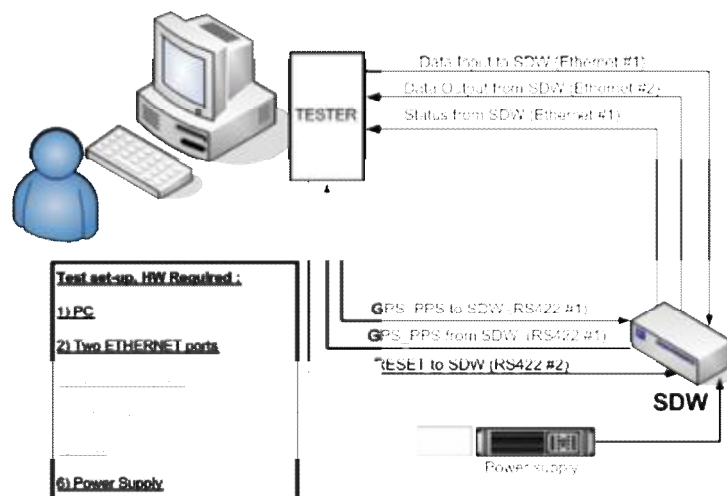 Data Input to SDW (Ethernet #1)
Data Output from SDW (Ethernet #2)
Status from SDW (Ethernet #1)
TESTER
Test set-up, HW Required :
1) PC
2) Two ETHERNET ports
6) Power Supply
GPS_PPS to SDW (RS422 #1)
GPS_PPS from SDW (RS422 #1)
RESET to SDW (RS422 #2)
SDW
Power supply